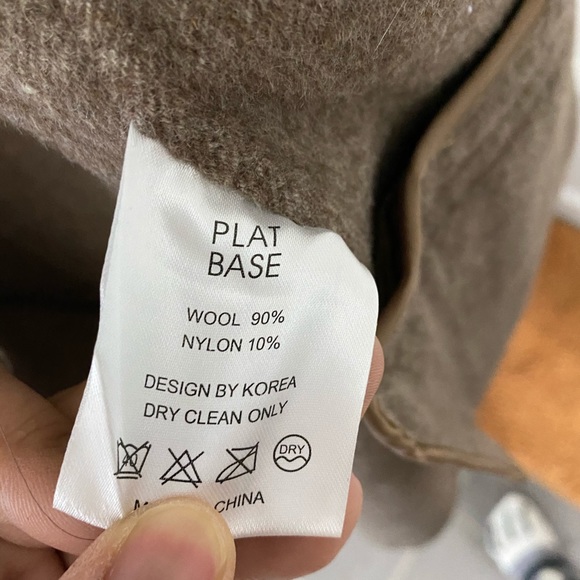 PLAT
BASE
WOOL 90%
NYLON 10%
DESIGN BY KOREA
DRY CLEAN ONLY
DRY
CHINA